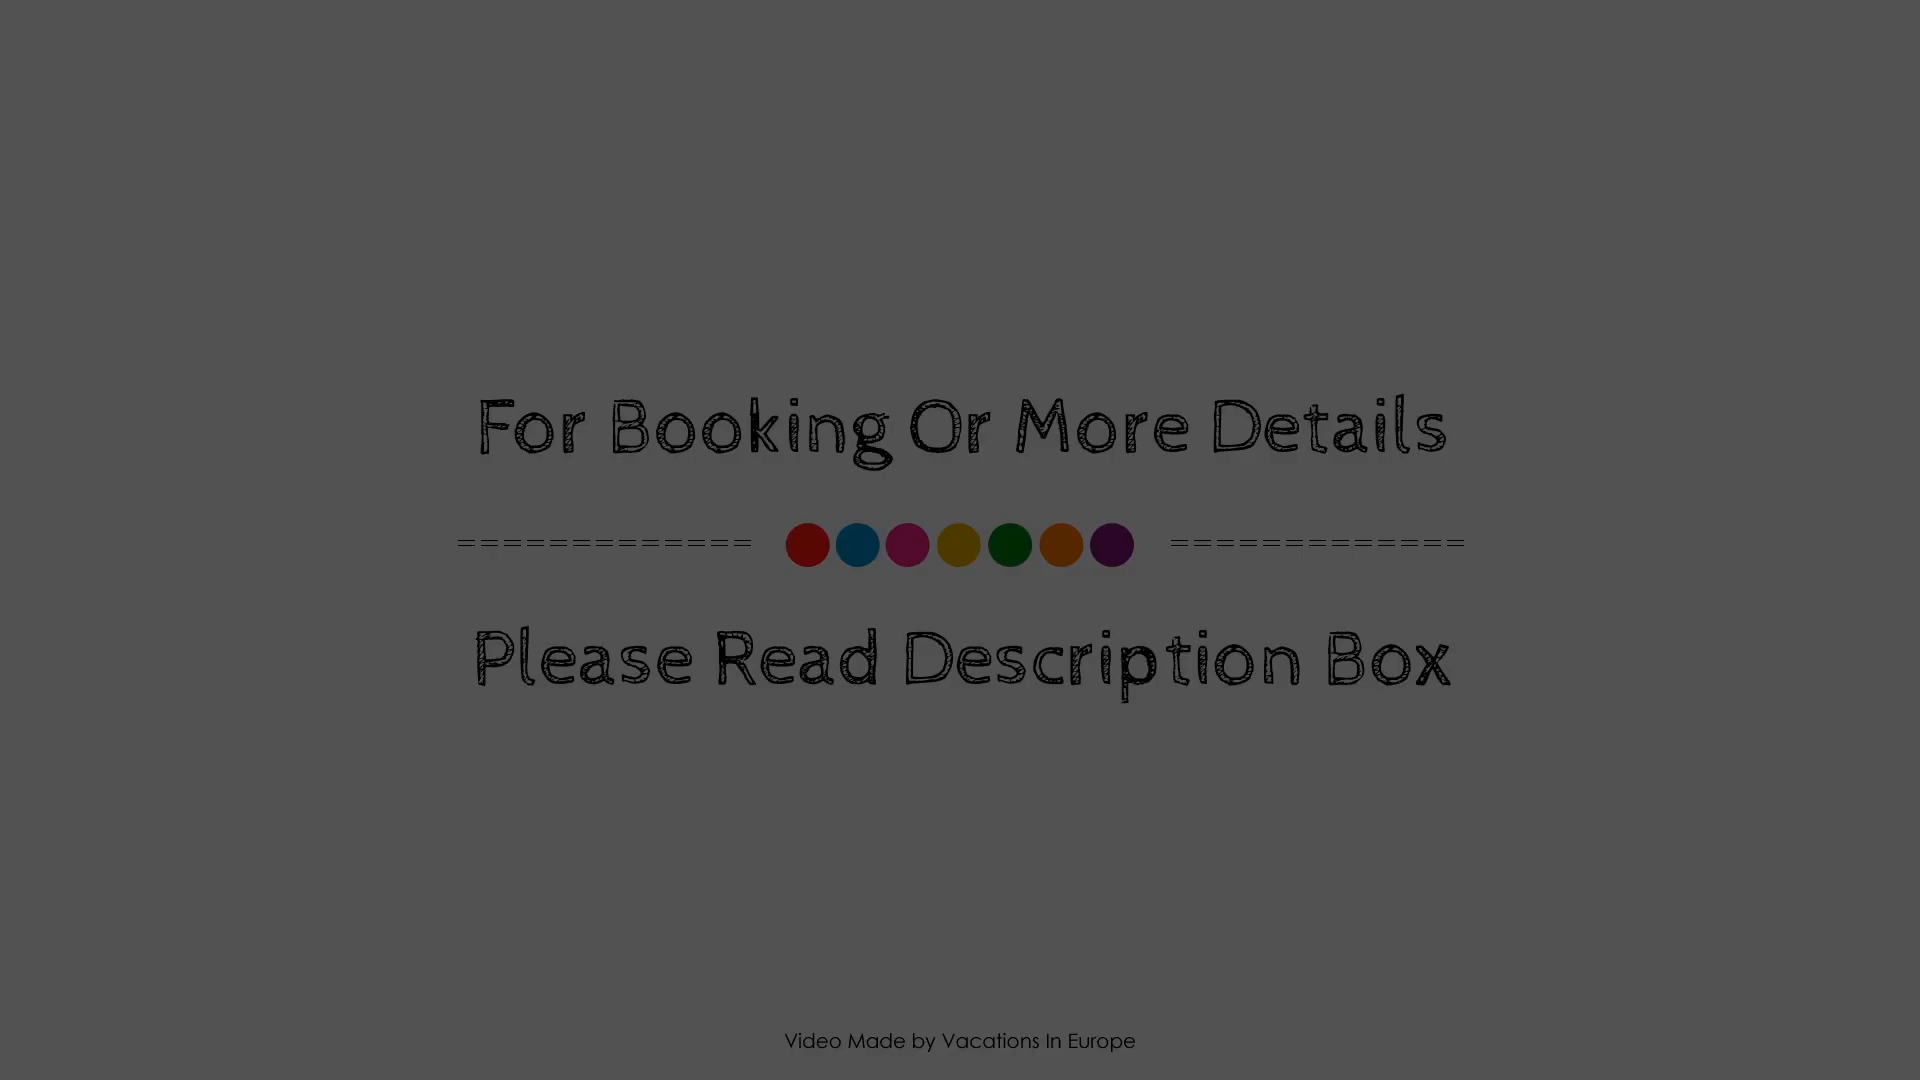 For Booking Or More Details
============= =============
Please Read Description Box
Video Made by Vacations In Europe